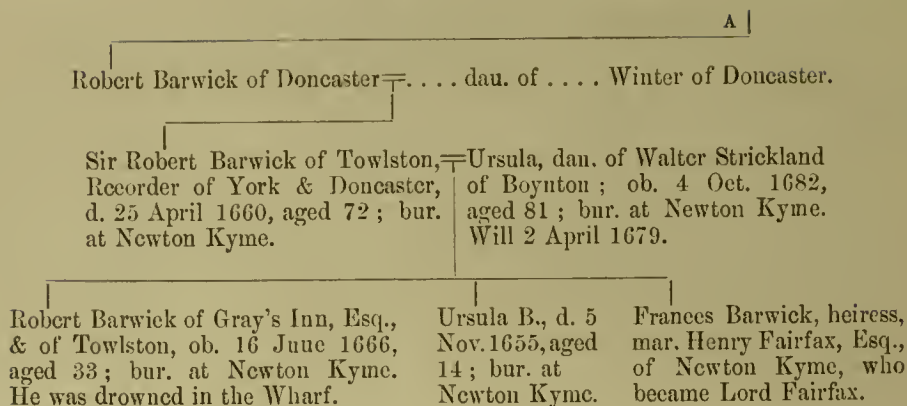 A
Robert Barwick of Doncaster=. . . . dau. of . . . . Winter of Doncaster.
Sir Robert Barwick of Towlston,=Ursula, dau. of Walter Strickland
Recorder of York & Doncaster, of Boynton ; ob. 4 Oct. 1682,
d. 25 April 1660, aged 72 ; bur. aged 81 ; bur. at Newton Kyme.
at Newton Kyme. Will 2 April 1679.
Robert Barwick of Gray's Inn, Esq., Ursula B., d. 5 Frances Barwick, heiress,
& of Towlston, ob. 16 June 1666, Nov. 1655, aged mar. Henry Fairfax, Esq.,
aged 33 ; bur. at Newton Kyme. 14 ; bur. at of Newton Kyme, who
He was drowned in the Wharf. Newton Kyme. became Lord Fairfax.